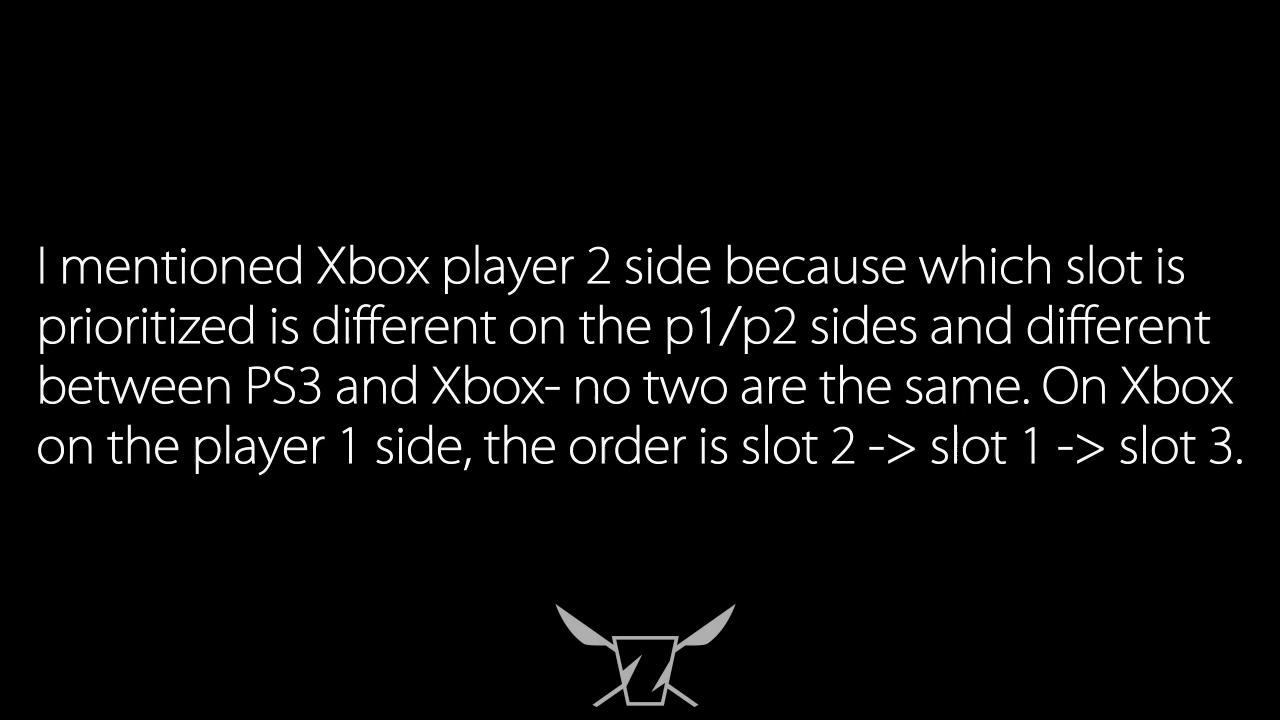 I mentioned Xbox player 2 side because which slot is
prioritized is different on the p1/p2 sides and different
between PS3 and Xbox- no two are the same. On Xbox
on the player 1 side, the order is slot 2 -> slot 1 -> slot 3.